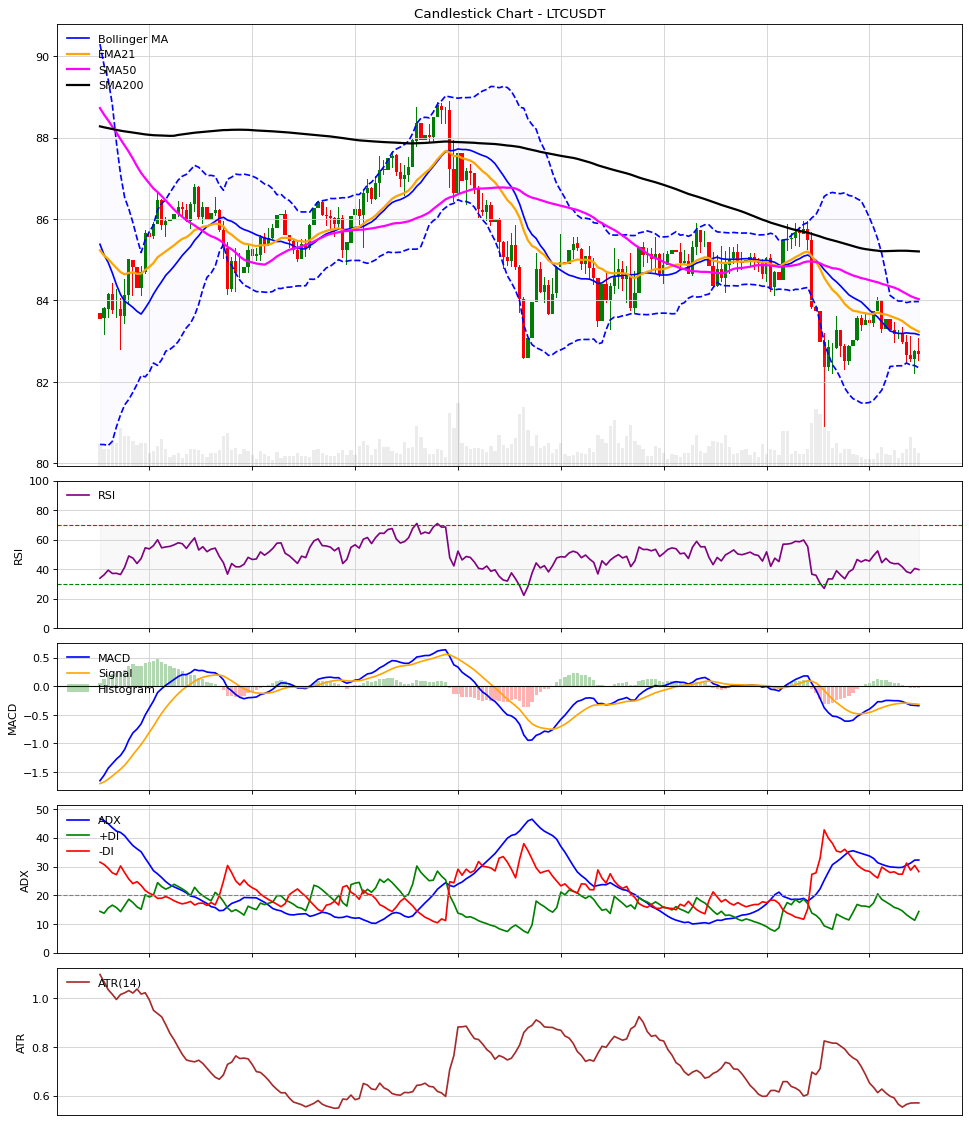 Candlestick Chart - LTCUSDT
Bollinger MA
EMA21
SMA50
SMA200
90
88
86
84
82
80
RSI
RSI
100
80
60
40
20
0
MACD
Signal
Histogram
MACD
0.5
0.0
−0.5
−1.0
−1.5
ADX
+DI
-DI
ADX
50
40
30
20
10
0
ATR(14)
ATR
1.0
0.8
0.6